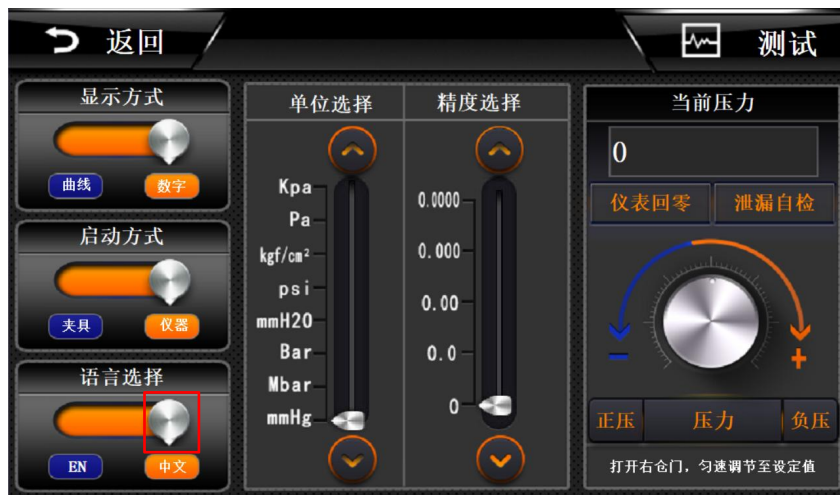 返回
测试
显示方式
曲线
数字
启动方式
夹具
仪器
语言选择
EN
中文
单位选择
Kpa
Pa
kgf/cm²
psi
mmH2O
Bar
Mbar
mmHg
精度选择
0.0000
0.000
0.00
0.0
0
当前压力
0
仪表回零
泄漏自检
−
+
正压
压力
负压
打开右仓门，匀速调节至设定值